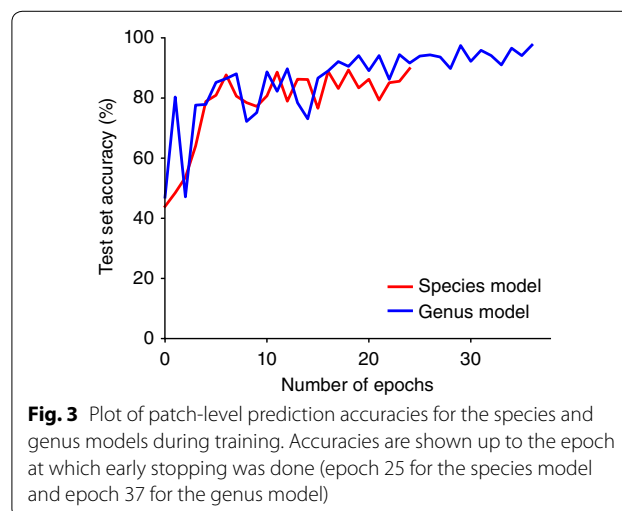 100
80
60
40
20
0
Test set accuracy (%)
Species model
Genus model
0 10 20 30
Number of epochs
Fig. 3 Plot of patch-level prediction accuracies for the species and
genus models during training. Accuracies are shown up to the epoch
at which early stopping was done (epoch 25 for the species model
and epoch 37 for the genus model)